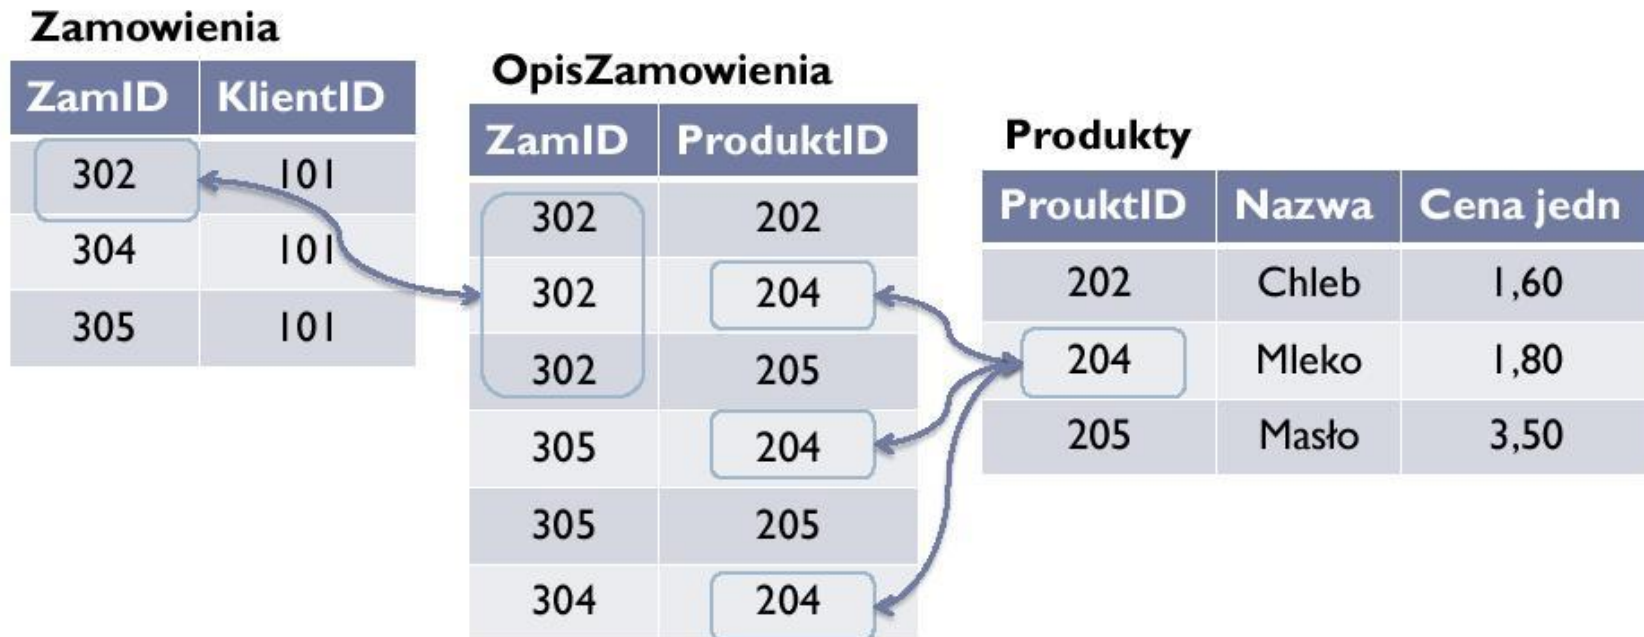 Zamowienia
ZamID KlientID
302 101
304 101
305 101
OpisZamowienia
ZamID ProduktID
302 202
302 204
302 205
305 204
305 205
304 204
Produkty
ProuktID Nazwa Cena jedn
202 Chleb 1,60
204 Mleko 1,80
205 Masło 3,50